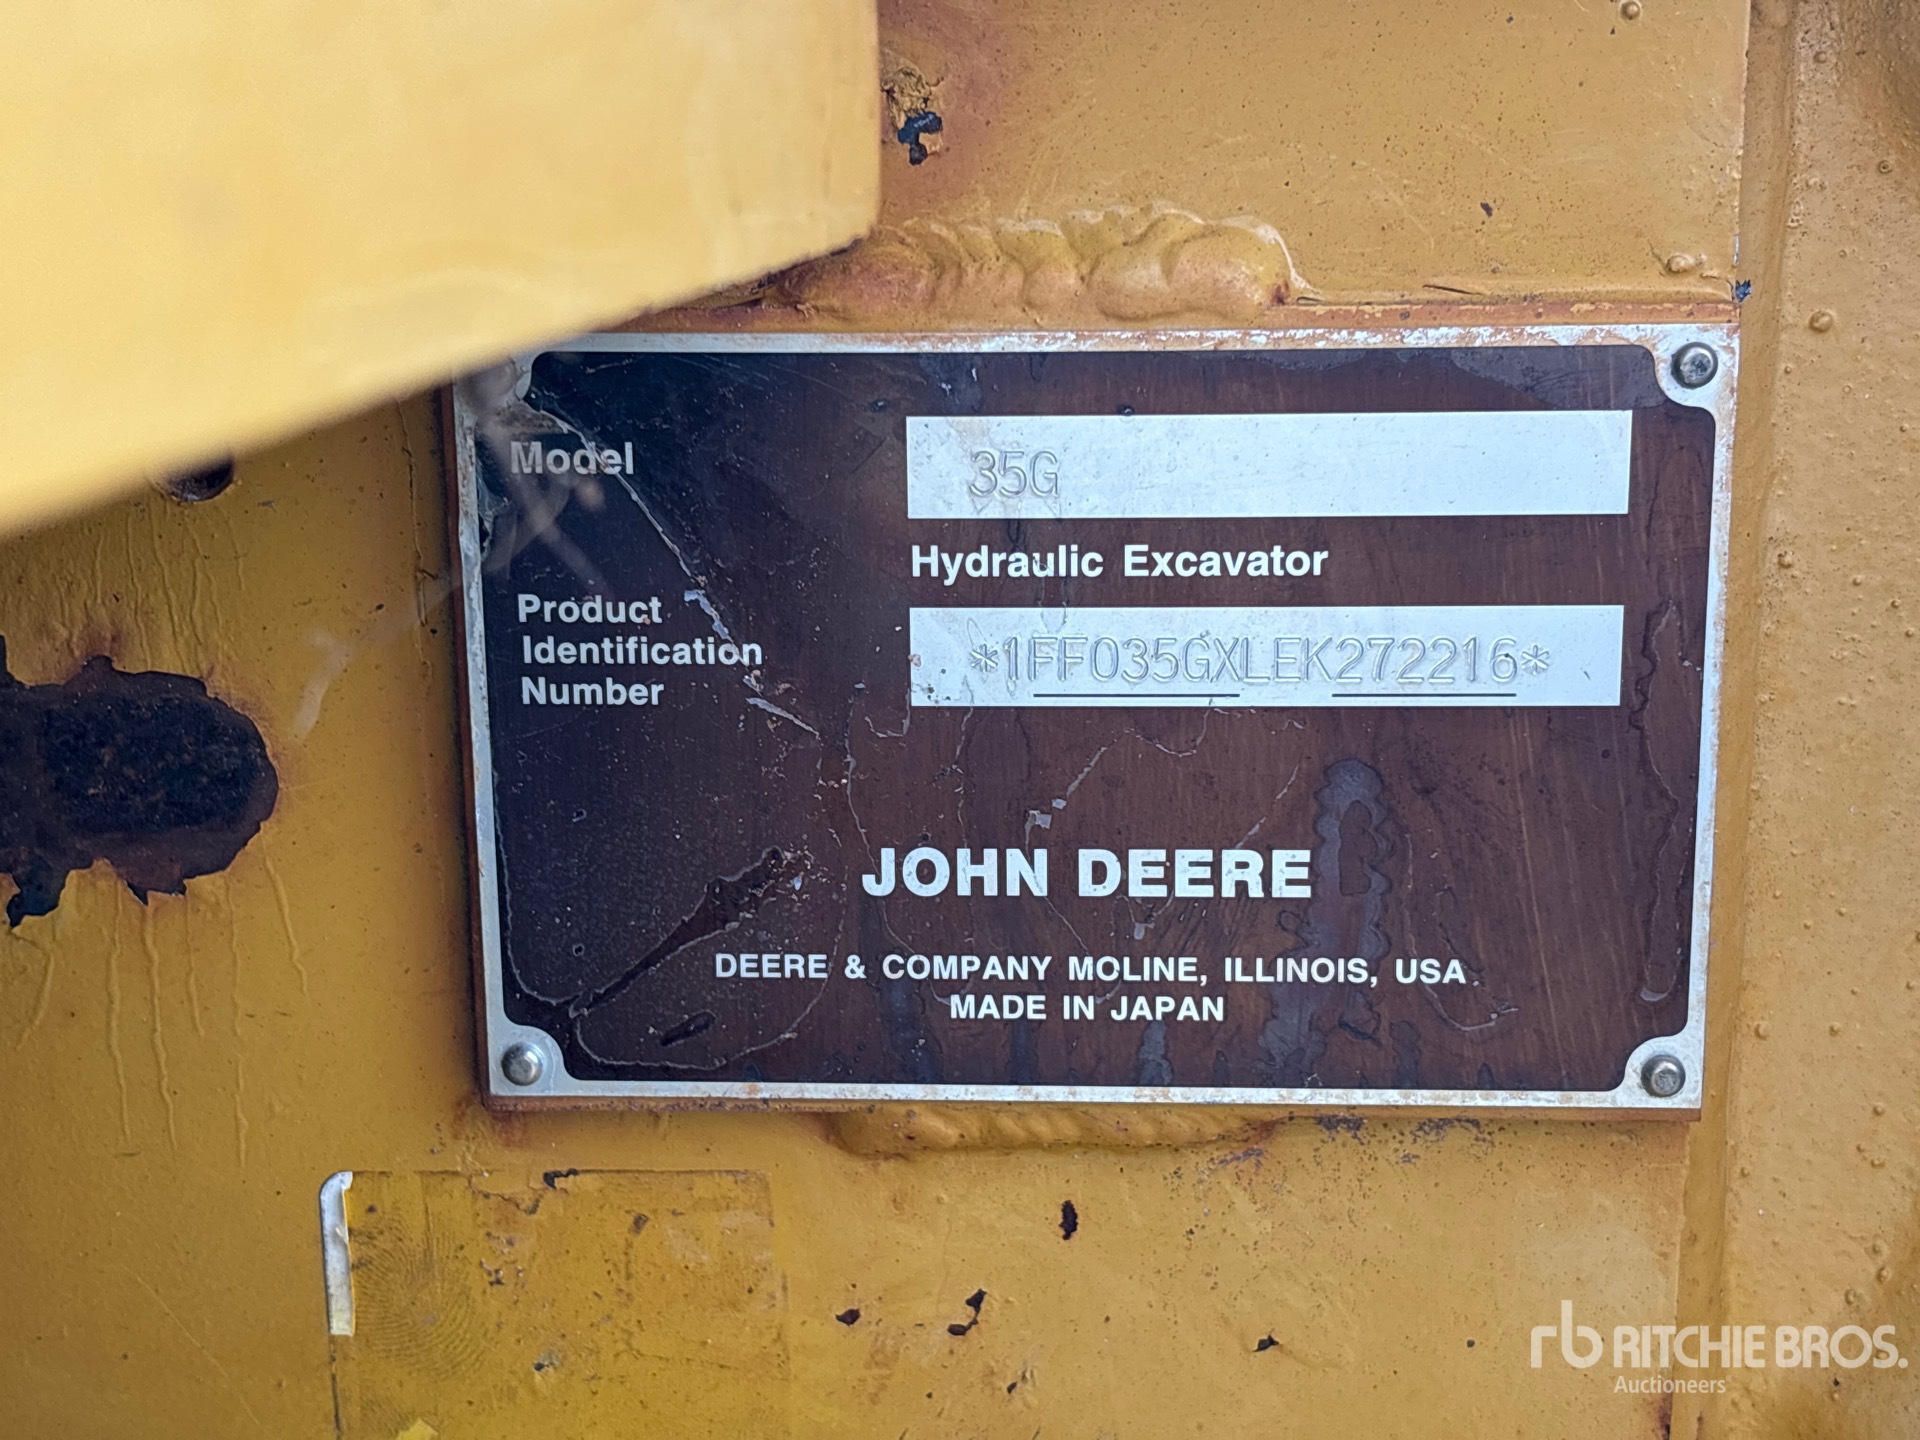 Model 35G
Hydraulic Excavator
Product
Identification
Number
*1FF035GXLEK272216*
JOHN DEERE
DEERE & COMPANY MOLINE, ILLINOIS, USA
MADE IN JAPAN
rb RITCHIE BROS.
Auctioneers